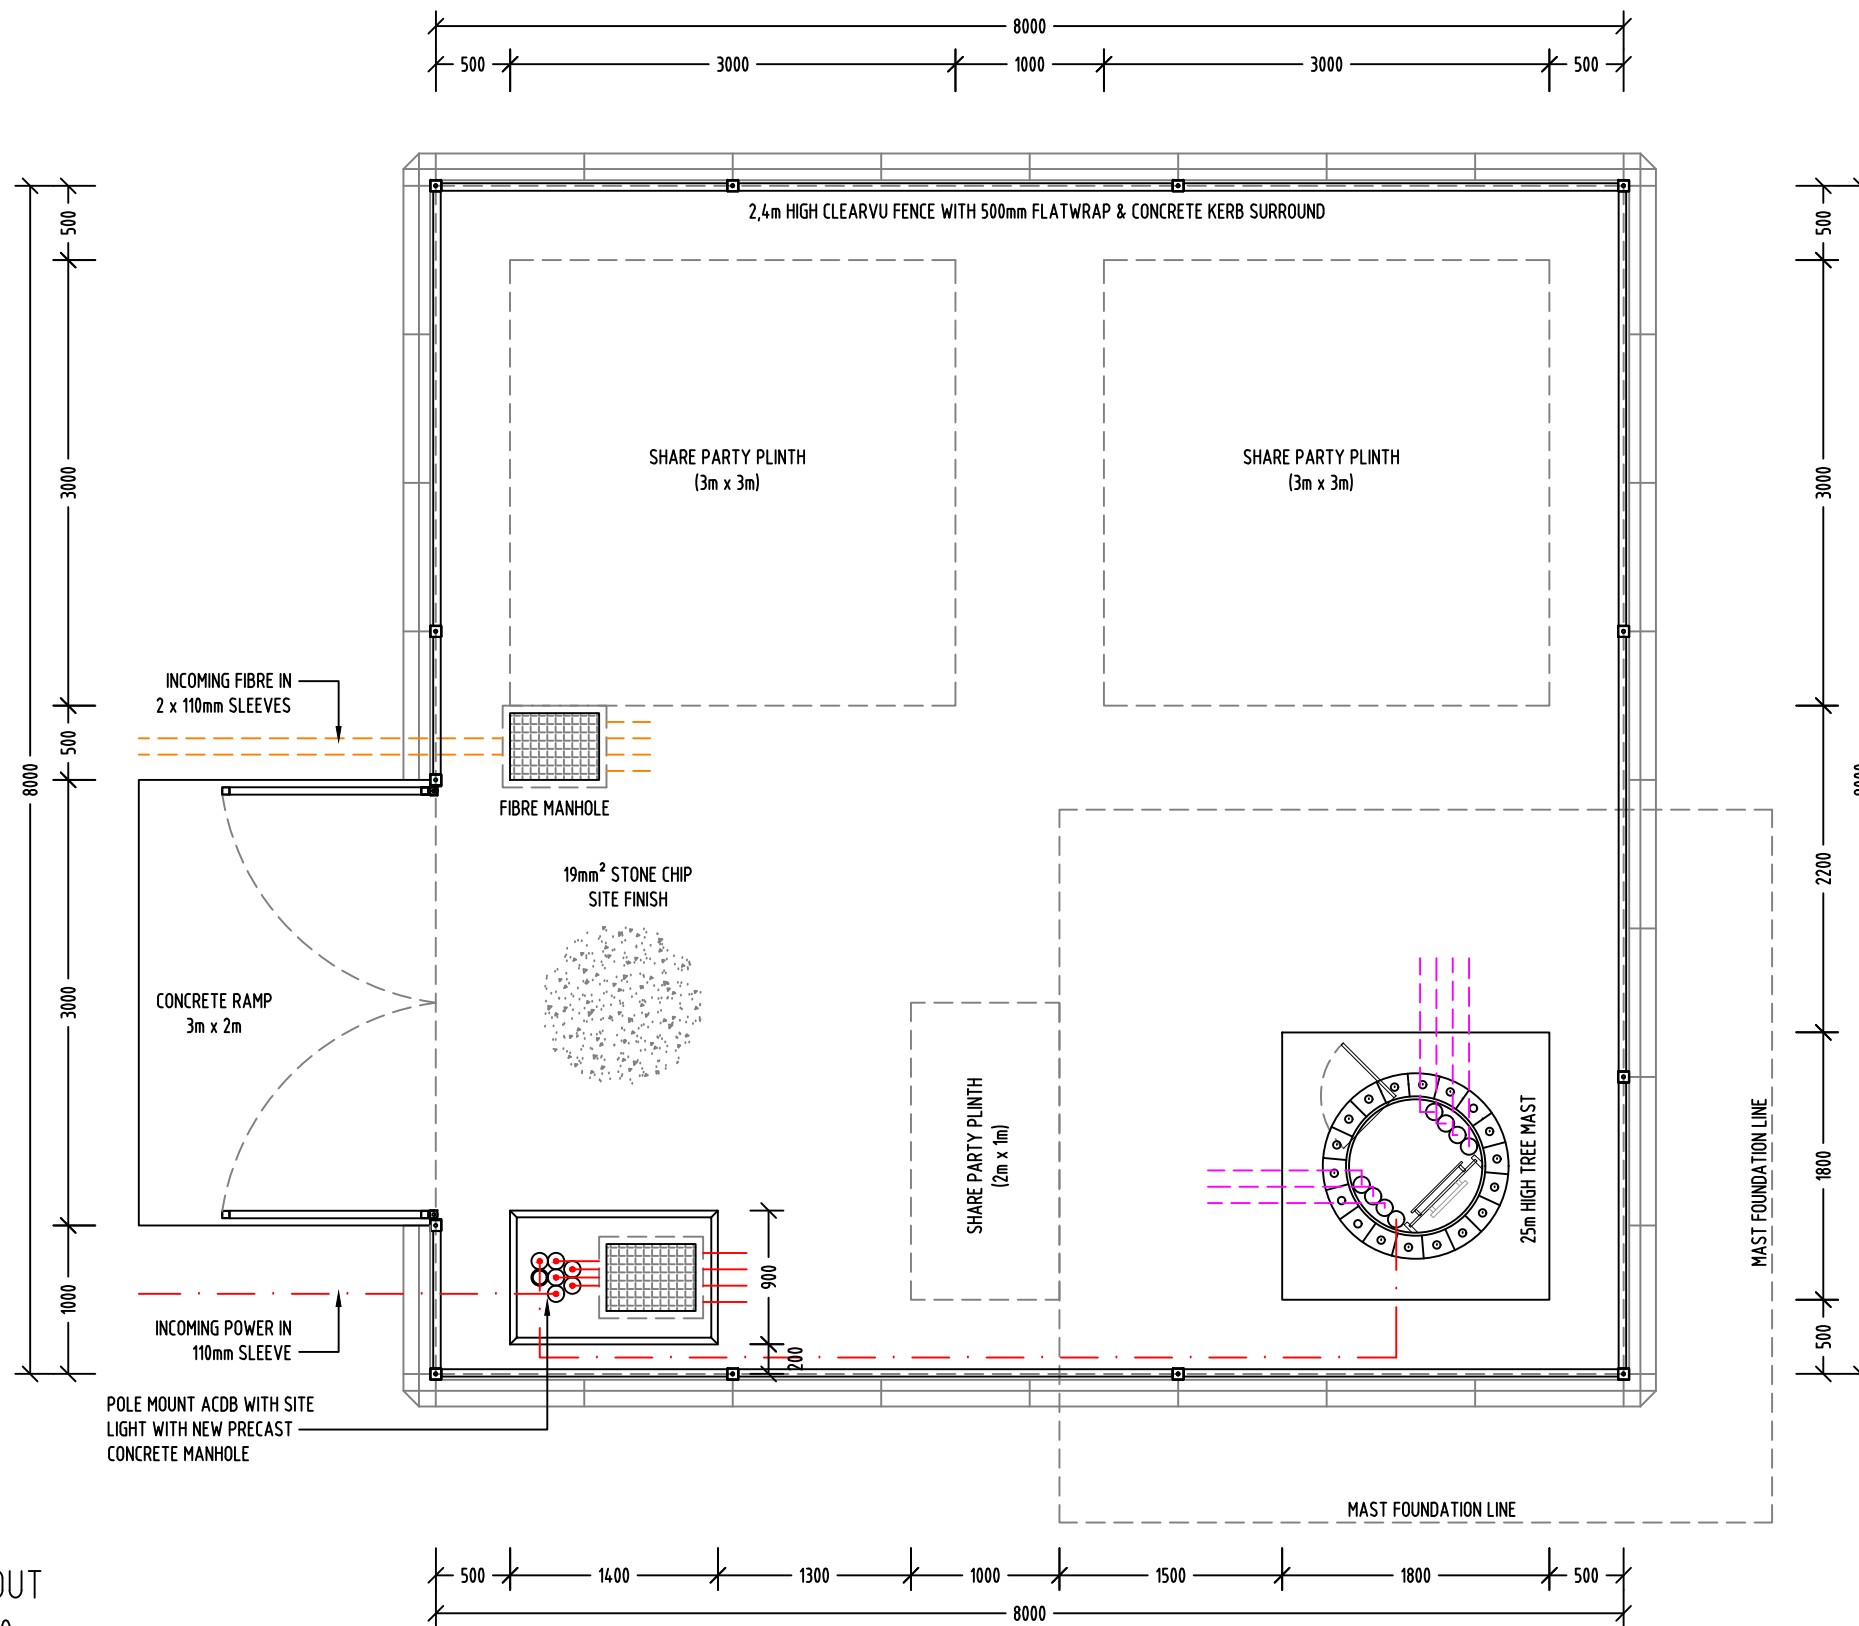 8000
500 3000 1000 3000 500
2,4m HIGH CLEARVU FENCE WITH 500mm FLATWRAP & CONCRETE KERB SURROUND
500
500
SHARE PARTY PLINTH
(3m x 3m)
SHARE PARTY PLINTH
(3m x 3m)
3000
3000
INCOMING FIBRE IN
2 x 110mm SLEEVES
500
8000
FIBRE MANHOLE
19mm² STONE CHIP
SITE FINISH
2200
CONCRETE RAMP
3m x 2m
3000
SHARE PARTY PLINTH
(2m x 1m)
25m HIGH TREE MAST
MAST FOUNDATION LINE
1800
900
200
1000
500
INCOMING POWER IN
110mm SLEEVE
POLE MOUNT ACDB WITH SITE
LIGHT WITH NEW PRECAST
CONCRETE MANHOLE
MAST FOUNDATION LINE
500 1400 1300 1000 1500 1800 500
8000
OUT